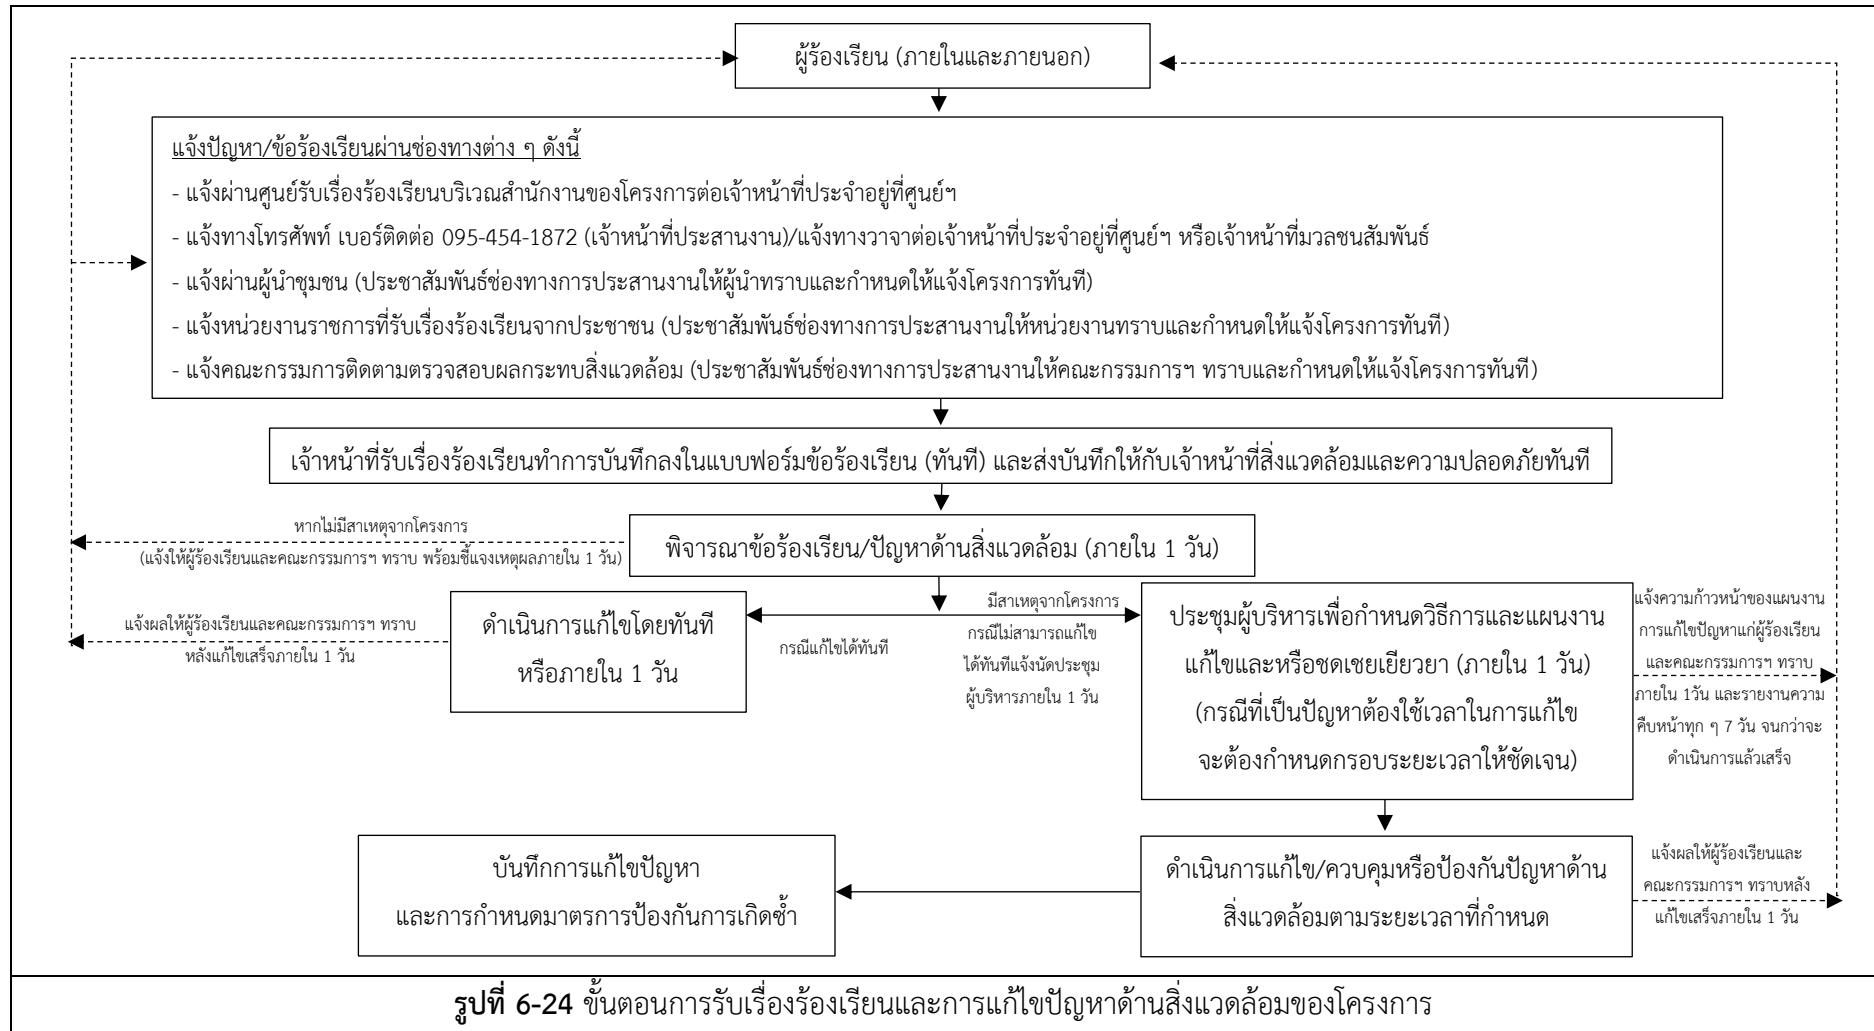 ผู้ร้องเรียน (ภายในและภายนอก)
แจ้งปัญหา/ข้อร้องเรียนผ่านช่องทางต่าง ๆ ดังนี้
- แจ้งผ่านศูนย์รับเรื่องร้องเรียนบริเวณสำนักงานของโครงการต่อเจ้าหน้าที่ประจำอยู่ที่ศูนย์ฯ
- แจ้งทางโทรศัพท์ เบอร์ติดต่อ 095-454-1872 (เจ้าหน้าที่ประสานงาน)/แจ้งทางวาจาต่อเจ้าหน้าที่ประจำอยู่ที่ศูนย์ฯ หรือเจ้าหน้าที่มวลชนสัมพันธ์
- แจ้งผ่านผู้นำชุมชน (ประชาสัมพันธ์ช่องทางการประสานงานให้ผู้นำทราบและกำหนดให้แจ้งโครงการทันที)
- แจ้งหน่วยงานราชการที่รับเรื่องร้องเรียนจากประชาชน (ประชาสัมพันธ์ช่องทางการประสานงานให้หน่วยงานทราบและกำหนดให้แจ้งโครงการทันที)
- แจ้งคณะกรรมการติดตามตรวจสอบผลกระทบสิ่งแวดล้อม (ประชาสัมพันธ์ช่องทางการประสานงานให้คณะกรรมการฯ ทราบและกำหนดให้แจ้งโครงการทันที)
เจ้าหน้าที่รับเรื่องร้องเรียนทำการบันทึกลงในแบบฟอร์มข้อร้องเรียน (ทันที) และส่งบันทึกให้กับเจ้าหน้าที่สิ่งแวดล้อมและความปลอดภัยทันที
หากไม่มีสาเหตุจากโครงการ
(แจ้งให้ผู้ร้องเรียนและคณะกรรมการฯ ทราบ พร้อมชี้แจงเหตุผลภายใน 1 วัน)
พิจารณาข้อร้องเรียน/ปัญหาด้านสิ่งแวดล้อม (ภายใน 1 วัน)
แจ้งผลให้ผู้ร้องเรียนและคณะกรรมการฯ ทราบ
หลังแก้ไขเสร็จภายใน 1 วัน
ดำเนินการแก้ไขโดยทันที
หรือภายใน 1 วัน
กรณีแก้ไขได้ทันที
มีสาเหตุจากโครงการ
กรณีไม่สามารถแก้ไข
ได้ทันทีแจ้งนัดประชุม
ผู้บริหารภายใน 1 วัน
ประชุมผู้บริหารเพื่อกำหนดวิธีการและแผนงาน
แก้ไขและหรือชดเชยเยียวยา (ภายใน 1 วัน)
(กรณีที่เป็นปัญหาต้องใช้เวลาในการแก้ไข
จะต้องกำหนดกรอบระยะเวลาให้ชัดเจน)
แจ้งความก้าวหน้าของแผนงาน
การแก้ไขปัญหาแก่ผู้ร้องเรียน
และคณะกรรมการฯ ทราบ
ภายใน 1วัน และรายงานความ
คืบหน้าทุก ๆ 7 วัน จนกว่าจะ
ดำเนินการแล้วเสร็จ
บันทึกการแก้ไขปัญหา
และการกำหนดมาตรการป้องกันการเกิดซ้ำ
ดำเนินการแก้ไข/ควบคุมหรือป้องกันปัญหาด้าน
สิ่งแวดล้อมตามระยะเวลาที่กำหนด
แจ้งผลให้ผู้ร้องเรียนและ
คณะกรรมการฯ ทราบหลัง
แก้ไขเสร็จภายใน 1 วัน
รูปที่ 6-24 ขั้นตอนการรับเรื่องร้องเรียนและการแก้ไขปัญหาด้านสิ่งแวดล้อมของโครงการ